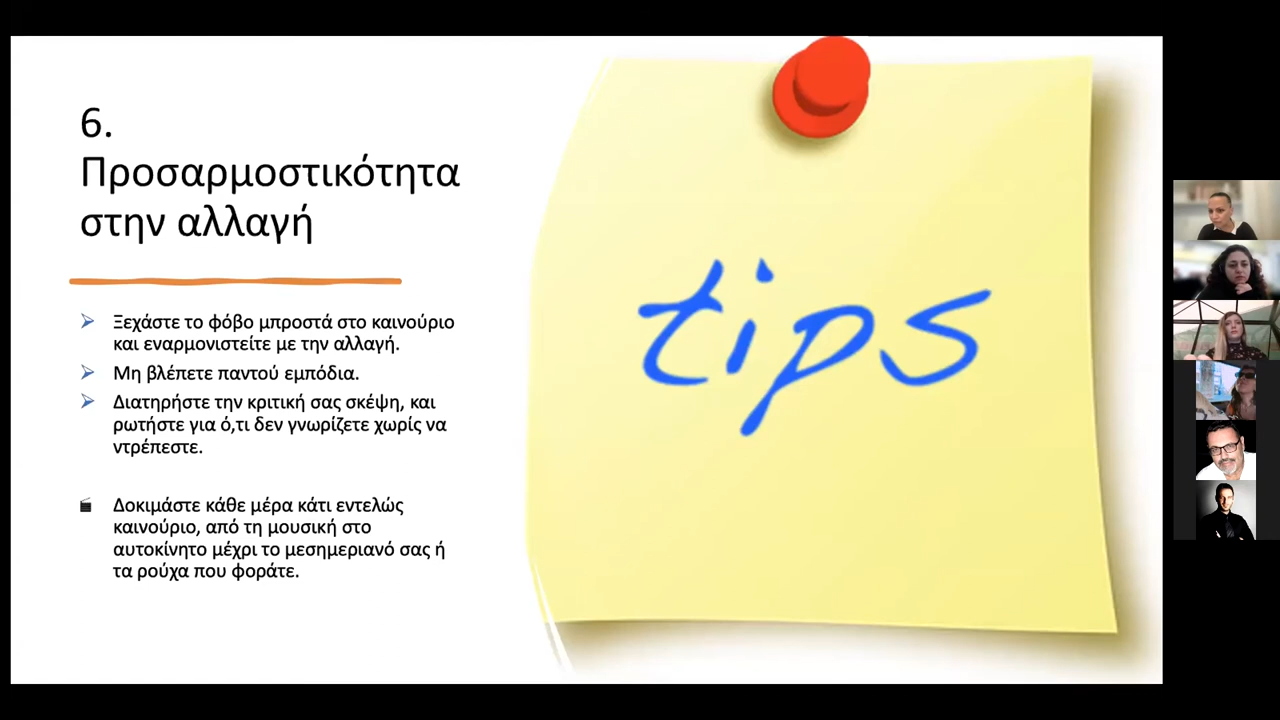 6.
Προσαρμοστικότητα
στην αλλαγή
Ξεχάστε το φόβο μπροστά στο καινούριο
και εναρμονιστείτε με την αλλαγή.
Μη βλέπετε παντού εμπόδια.
Διατηρήστε την κριτική σας σκέψη, και
ρωτήστε για ό,τι δεν γνωρίζετε χωρίς να
ντρέπεστε.
Δοκιμάστε κάθε μέρα κάτι εντελώς
καινούριο, από τη μουσική στο
αυτοκίνητο μέχρι το μεσημεριανό σας ή
τα ρούχα που φοράτε.
tips